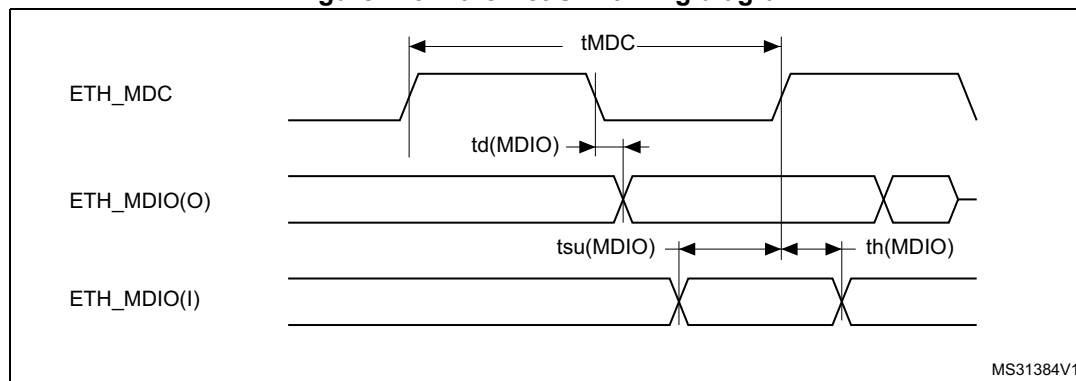 tMDC
ETH_MDC
td(MDIO)
ETH_MDIO(O)
tsu(MDIO)
th(MDIO)
ETH_MDIO(I)
MS31384V1